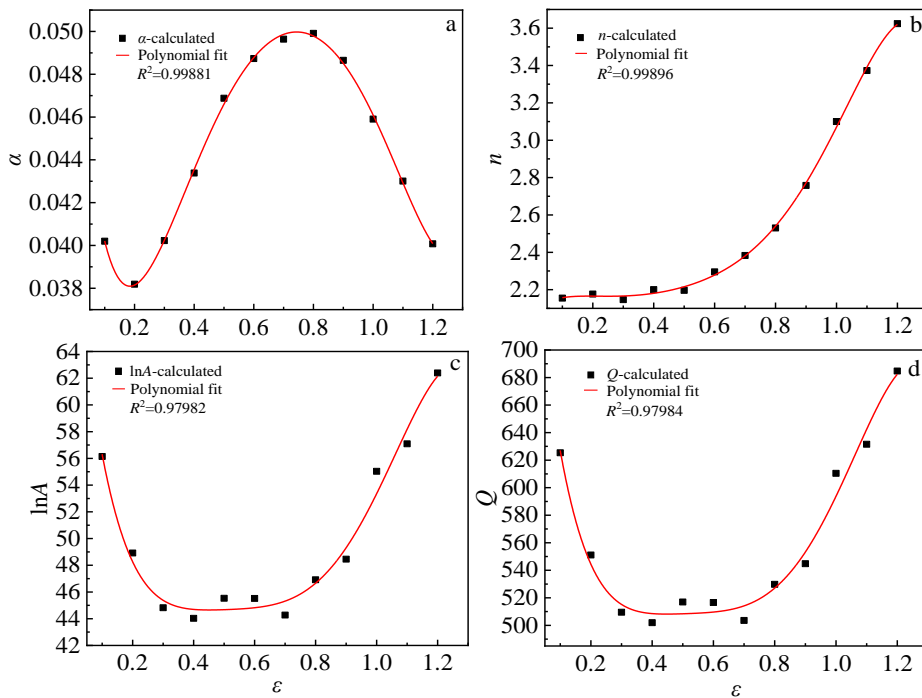 a
α-calculated
Polynomial fit
R²=0.99881
0.050
0.048
0.046
0.044
0.042
0.040
0.038
α
0.2 0.4 0.6 0.8 1.0 1.2
b
n-calculated
Polynomial fit
R²=0.99896
3.6
3.4
3.2
3.0
2.8
2.6
2.4
2.2
n
0.2 0.4 0.6 0.8 1.0 1.2
c
lnA-calculated
Polynomial fit
R²=0.97982
64
62
60
58
56
54
52
50
48
46
44
42
lnA
0.2 0.4 0.6 0.8 1.0 1.2
ε
d
Q-calculated
Polynomial fit
R²=0.97984
700
680
660
640
620
600
580
560
540
520
500
Q
0.2 0.4 0.6 0.8 1.0 1.2
ε